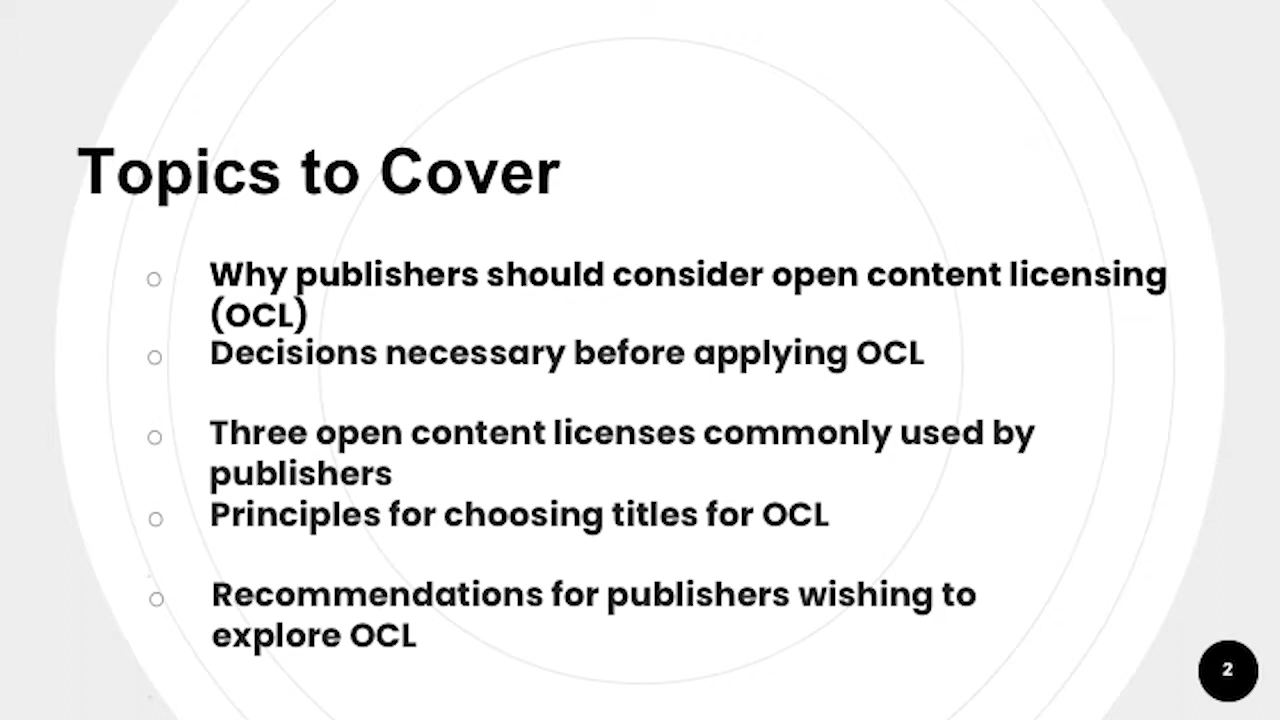 Topics to Cover
Why publishers should consider open content licensing
(OCL)
Decisions necessary before applying OCL
Three open content licenses commonly used by
publishers
Principles for choosing titles for OCL
Recommendations for publishers wishing to
explore OCL
2